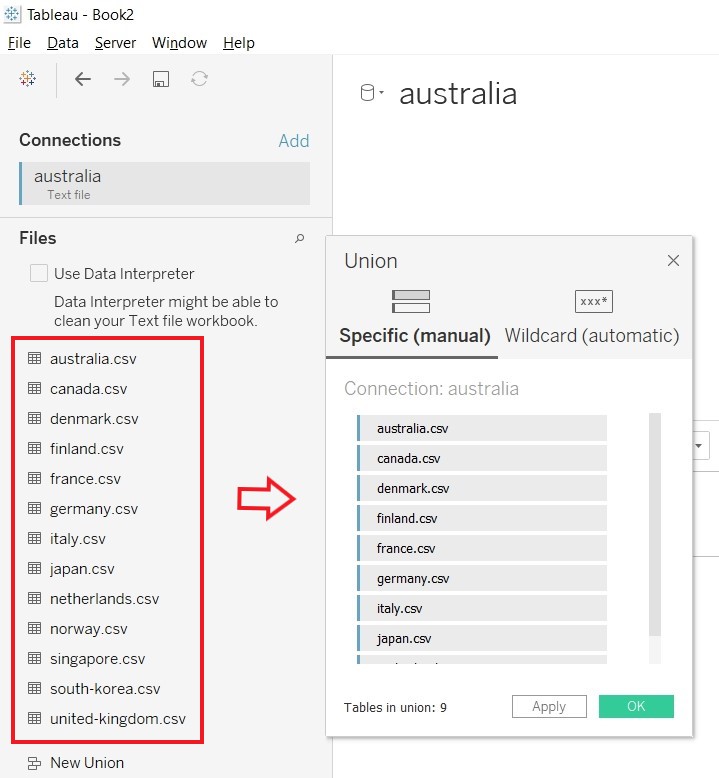 Tableau - Book2
File Data Server Window Help
australia
Connections Add
australia
Text file
Files
Use Data Interpreter
Data Interpreter might be able to
clean your Text file workbook.
australia.csv
canada.csv
denmark.csv
finland.csv
france.csv
germany.csv
italy.csv
japan.csv
netherlands.csv
norway.csv
singapore.csv
south-korea.csv
united-kingdom.csv
New Union
Union
xxx*
Specific (manual) Wildcard (automatic)
Connection: australia
australia.csv
canada.csv
denmark.csv
finland.csv
france.csv
germany.csv
italy.csv
japan.csv
Tables in union: 9 Apply OK